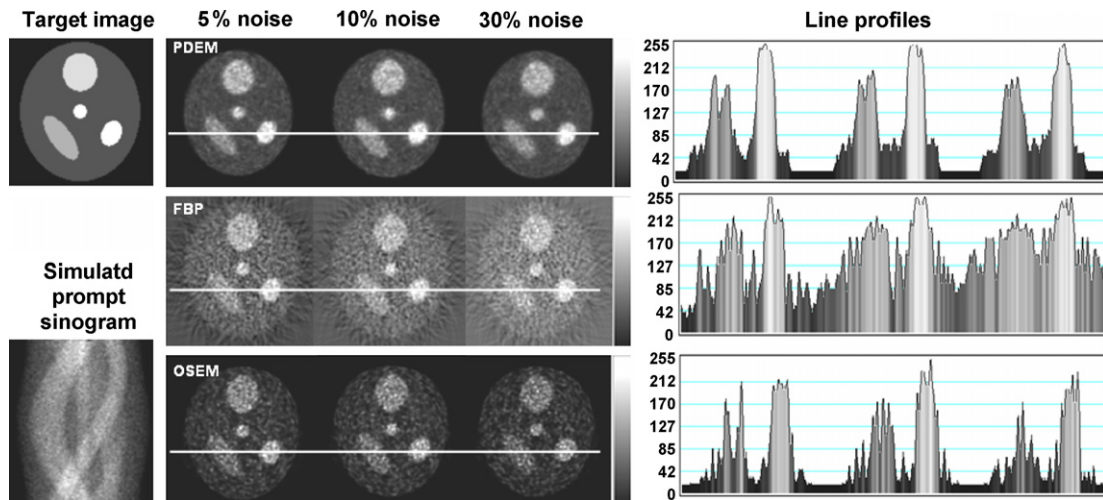 Target image
5% noise
10% noise
30% noise
Line profiles
PDEM
255
212
170
127
85
42
0
FBP
255
212
170
127
85
42
0
Simulatd
prompt
sinogram
OSEM
255
212
170
127
85
42
0